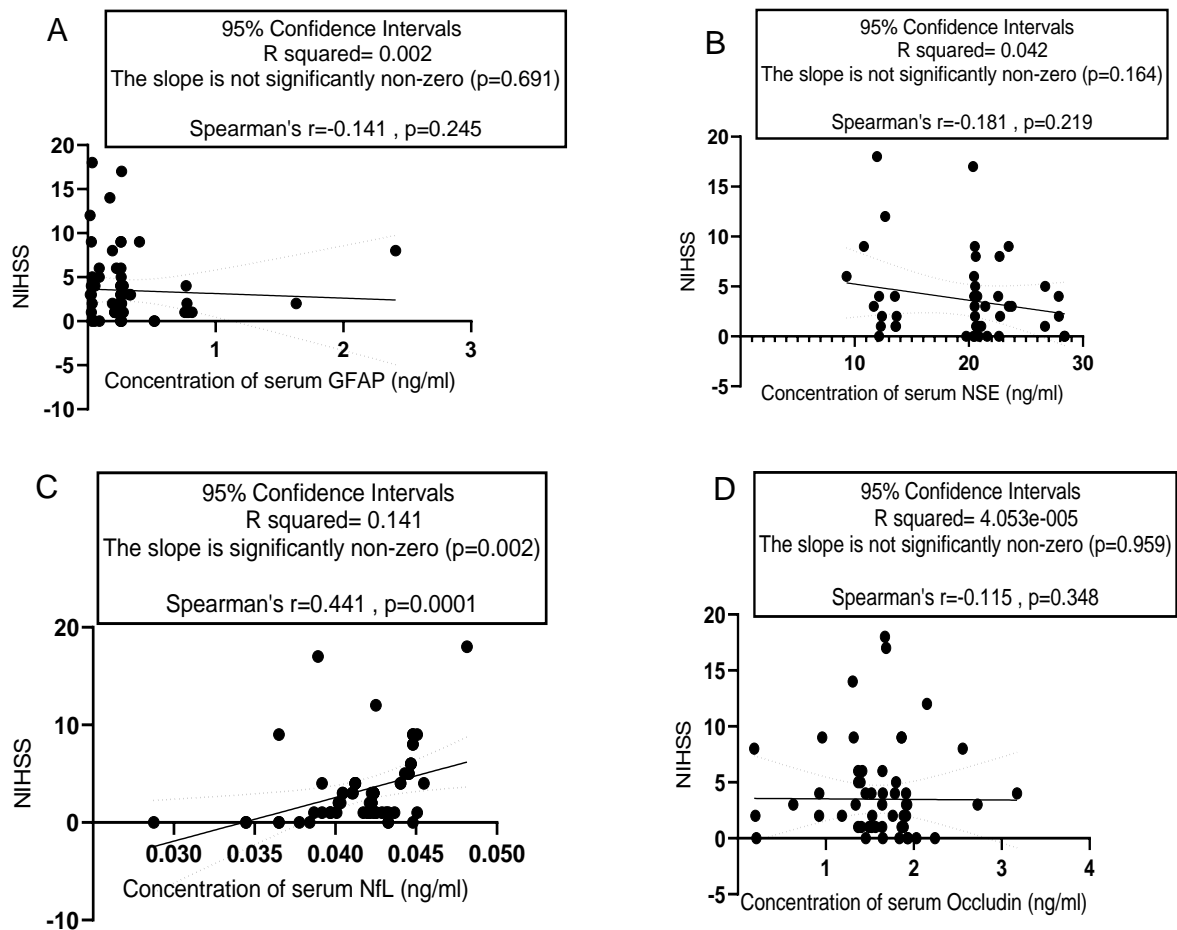 A
95% Confidence Intervals
R squared= 0.002
The slope is not significantly non-zero (p=0.691)
Spearman's r=-0.141 , p=0.245
20
15
10
5
0
-5
-10
NIHSS
1
2
3
Concentration of serum GFAP (ng/ml)
B
95% Confidence Intervals
R squared= 0.042
The slope is not significantly non-zero (p=0.164)
Spearman's r=-0.181 , p=0.219
20
15
10
5
0
-5
NIHSS
10
20
30
Concentration of serum NSE (ng/ml)
C
95% Confidence Intervals
R squared= 0.141
The slope is significantly non-zero (p=0.002)
Spearman's r=0.441 , p=0.0001
20
10
0
-10
NIHSS
0.030
0.035
0.040
0.045
0.050
Concentration of serum NfL (ng/ml)
D
95% Confidence Intervals
R squared= 4.053e-005
The slope is not significantly non-zero (p=0.959)
Spearman's r=-0.115 , p=0.348
20
15
10
5
0
-5
NIHSS
1
2
3
4
Concentration of serum Occludin (ng/ml)